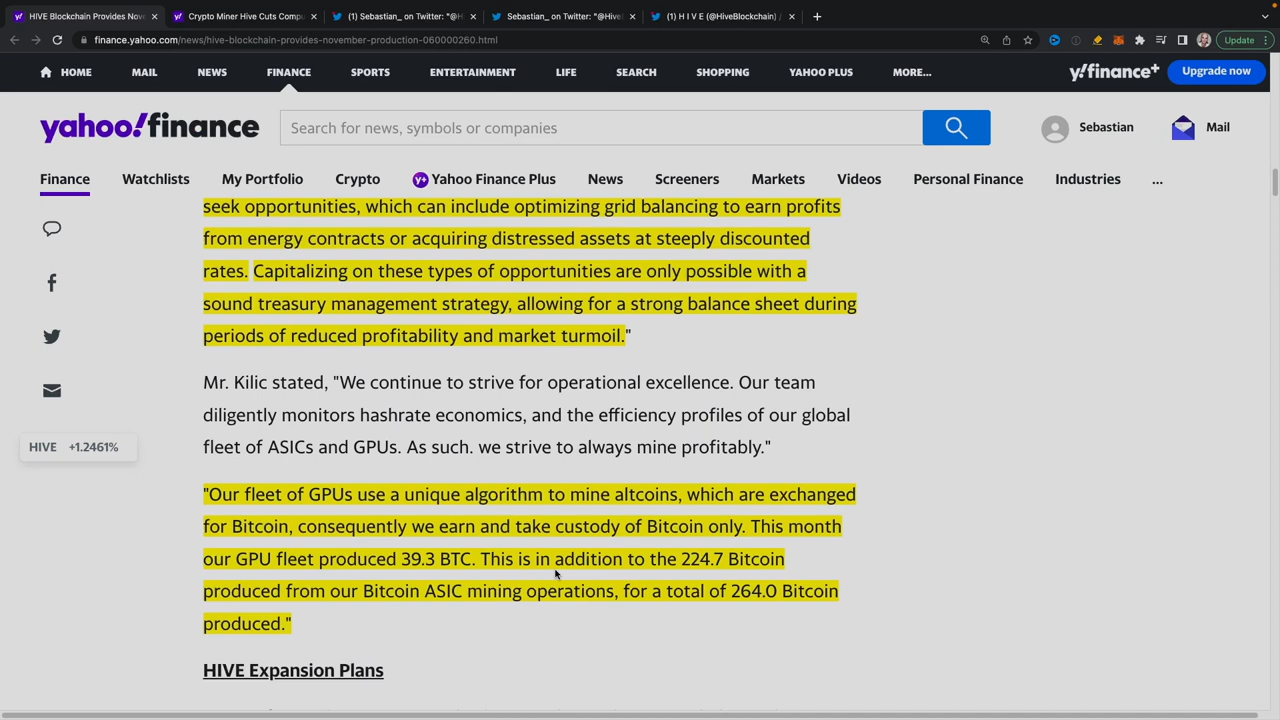 HIVE Blockchain Provides Nov
Crypto Miner Hive Cuts Compu
(1) Sebastian_ on Twitter: "@H
Sebastian_ on Twitter: "@Hive
(1) H I V E (@HiveBlockchain) /
finance.yahoo.com/news/hive-blockchain-provides-november-production-060000260.html
Update
HOME
MAIL
NEWS
FINANCE
SPORTS
ENTERTAINMENT
LIFE
SEARCH
SHOPPING
YAHOO PLUS
MORE...
y!finance+
Upgrade now
yahoo!finance
Search for news, symbols or companies
Sebastian
Mail
Finance
Watchlists
My Portfolio
Crypto
y+ Yahoo Finance Plus
News
Screeners
Markets
Videos
Personal Finance
Industries
...
seek opportunities, which can include optimizing grid balancing to earn profits
from energy contracts or acquiring distressed assets at steeply discounted
rates. Capitalizing on these types of opportunities are only possible with a
sound treasury management strategy, allowing for a strong balance sheet during
periods of reduced profitability and market turmoil."
Mr. Kilic stated, "We continue to strive for operational excellence. Our team
diligently monitors hashrate economics, and the efficiency profiles of our global
fleet of ASICs and GPUs. As such. we strive to always mine profitably."
HIVE +1.2461%
"Our fleet of GPUs use a unique algorithm to mine altcoins, which are exchanged
for Bitcoin, consequently we earn and take custody of Bitcoin only. This month
our GPU fleet produced 39.3 BTC. This is in addition to the 224.7 Bitcoin
produced from our Bitcoin ASIC mining operations, for a total of 264.0 Bitcoin
produced."
HIVE Expansion Plans